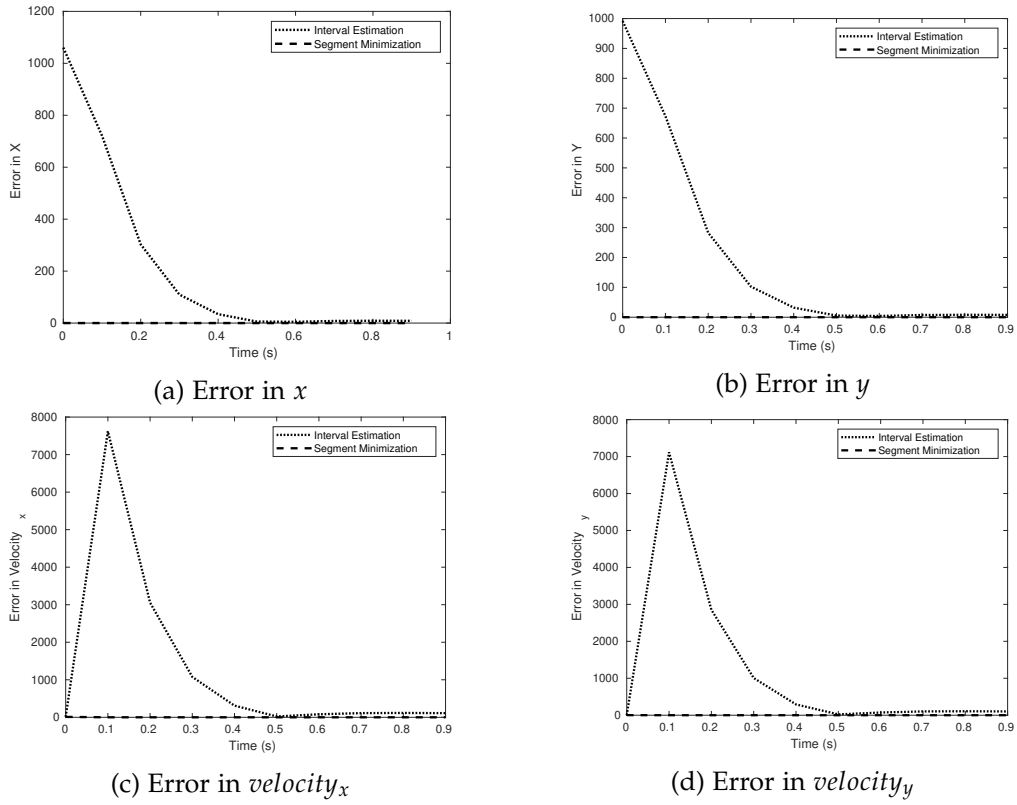 1200
1000
800
600
400
200
0
Error in X
Interval Estimation
Segment Minimization
0 0.2 0.4 0.6 0.8 1
Time (s)
(a) Error in x
1000
900
800
700
600
500
400
300
200
100
0
Error in Y
Interval Estimation
Segment Minimization
0 0.1 0.2 0.3 0.4 0.5 0.6 0.7 0.8 0.9
Time (s)
(b) Error in y
8000
7000
6000
5000
4000
3000
2000
1000
0
Error in Velocity x
Interval Estimation
Segment Minimization
0 0.1 0.2 0.3 0.4 0.5 0.6 0.7 0.8 0.9
Time (s)
(c) Error in velocityx
8000
7000
6000
5000
4000
3000
2000
1000
0
Error in Velocity y
Interval Estimation
Segment Minimization
0 0.1 0.2 0.3 0.4 0.5 0.6 0.7 0.8 0.9
Time (s)
(d) Error in velocityy